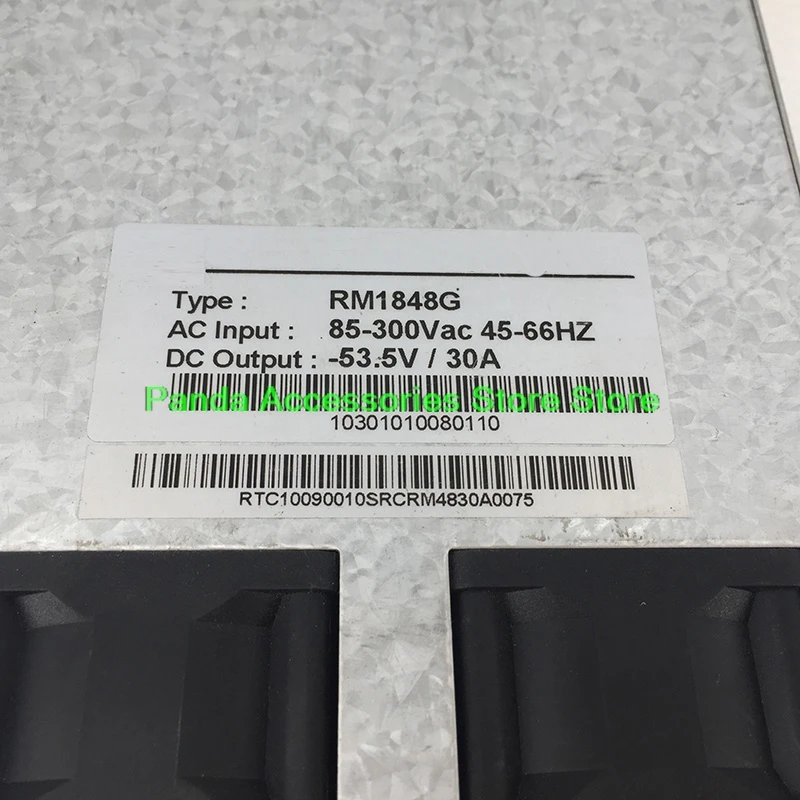 Type : RM1848G
AC Input : 85-300Vac 45-66HZ
DC Output : -53.5V / 30A
Panda Accessories Store Store
10301010080110
RTC10090010SRCRM4830A0075